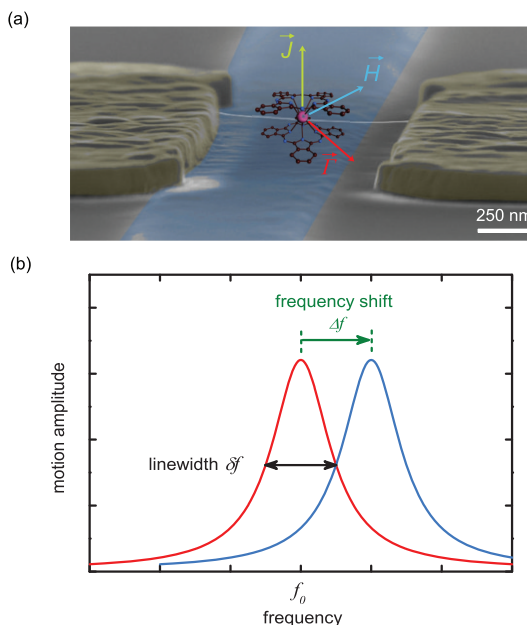 (a)
J
H
T
250 nm
(b)
frequency shift
Δf
linewidth δf
motion amplitude
f₀
frequency